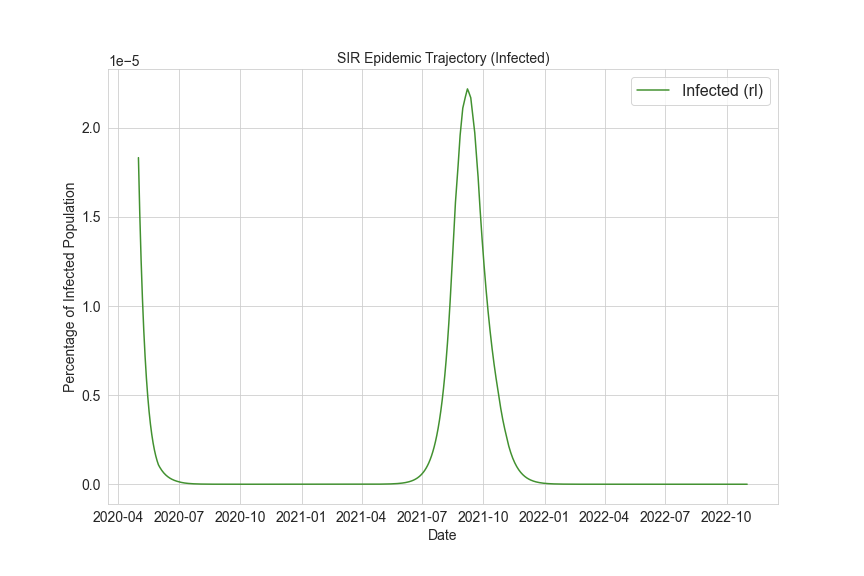 SIR Epidemic Trajectory (Infected)
1e−5
Infected (rI)
2.0
1.5
1.0
0.5
0.0
Percentage of Infected Population
2020-04 2020-07 2020-10 2021-01 2021-04 2021-07 2021-10 2022-01 2022-04 2022-07 2022-10
Date